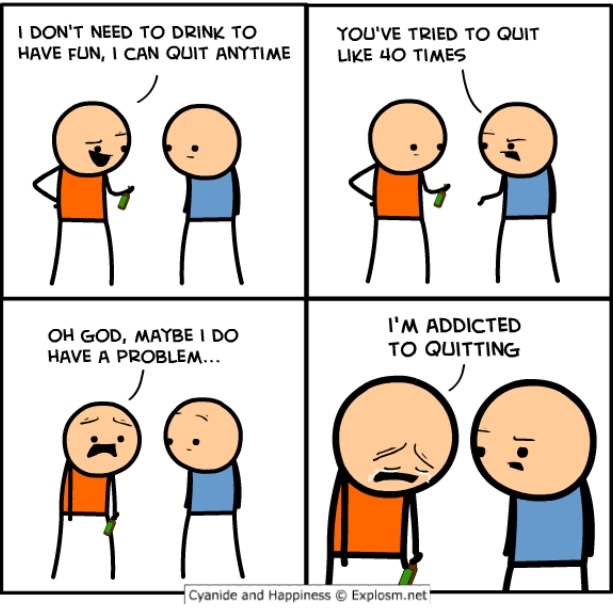 I DON'T NEED TO DRINK TO
HAVE FUN, I CAN QUIT ANYTIME
YOU'VE TRIED TO QUIT
LIKE 40 TIMES
OH GOD, MAYBE I DO
HAVE A PROBLEM...
I'M ADDICTED
TO QUITTING
Cyanide and Happiness © Explosm.net